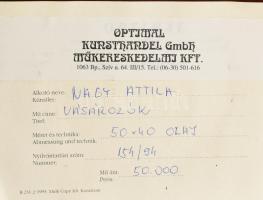 OPTIMAL
KUNSTHANDEL GmbH
MŰKERESKEDELMI KFT.
1063 Bp., Szív u. 64. III/15. Tel.: (06-30) 501-616
Alkotó neve: NAGY ATTILA
Künstler:
Mű címe: VÁSÁROZÓK
Titel:
Méret és technika: 50×40 OLAJ
Abmessung und technik:
Nyilvántartási szám: 154/94
Nummer:
Mű ára: 50.000
Preis: